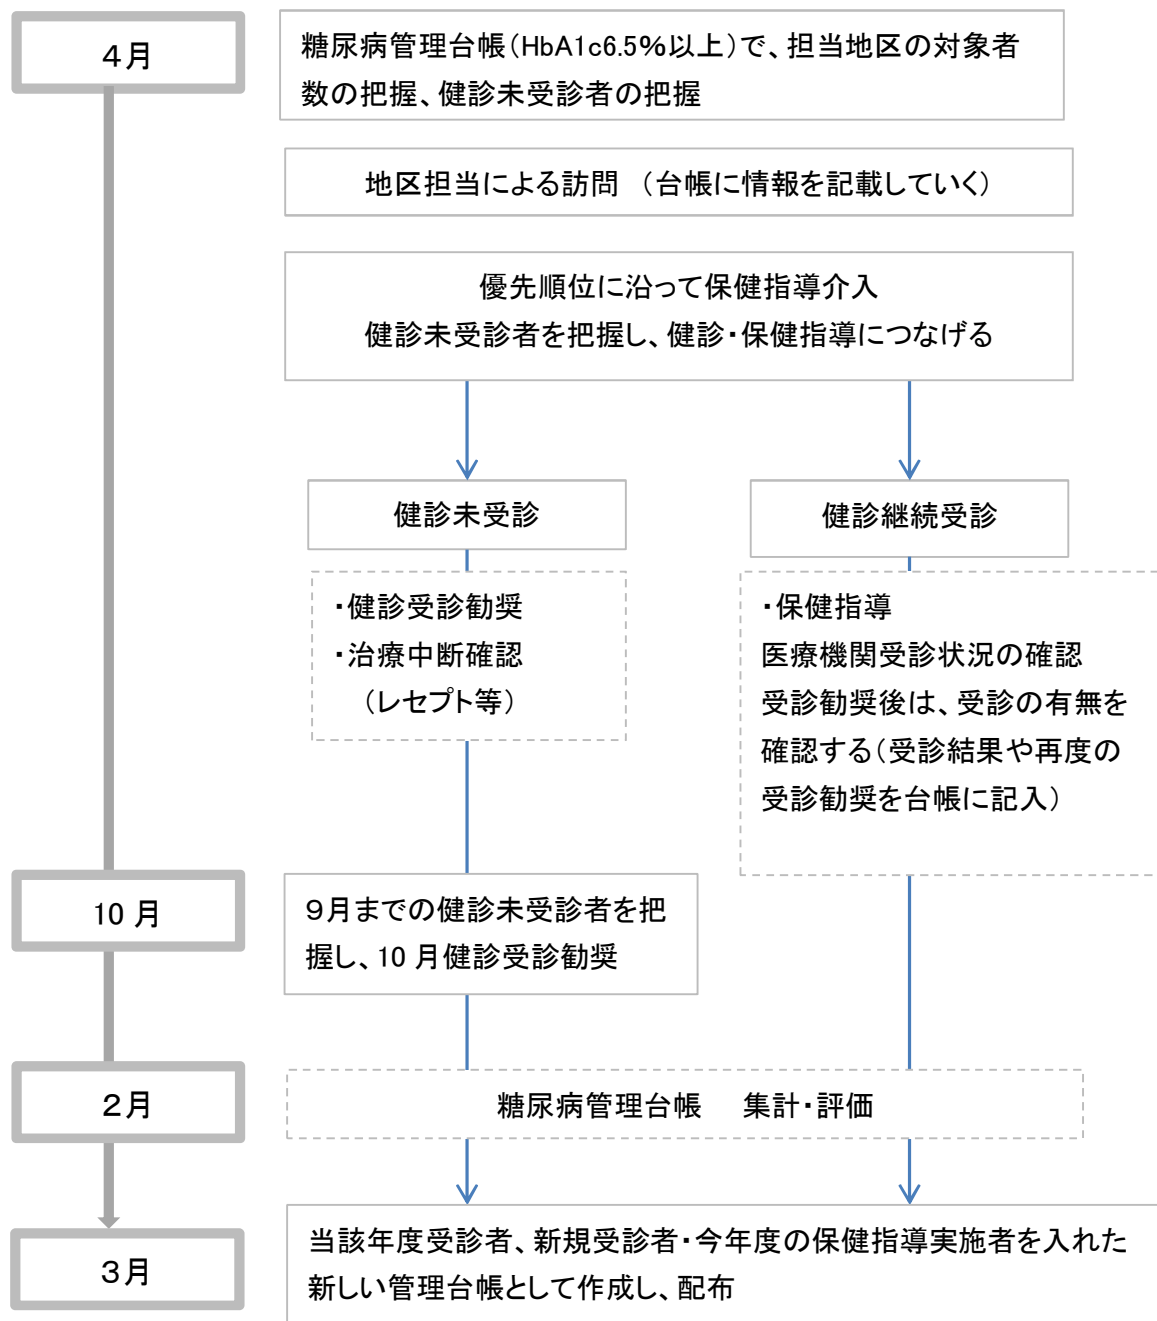 4月
糖尿病管理台帳(HbA1c6.5%以上)で、担当地区の対象者
数の把握、健診未受診者の把握
地区担当による訪問　(台帳に情報を記載していく)
優先順位に沿って保健指導介入
健診未受診者を把握し、健診・保健指導につなげる
健診未受診
健診継続受診
・健診受診勧奨
・治療中断確認
(レセプト等)
・保健指導
医療機関受診状況の確認
受診勧奨後は、受診の有無を
確認する(受診結果や再度の
受診勧奨を台帳に記入)
10 月
9月までの健診未受診者を把
握し、10 月健診受診勧奨
2月
糖尿病管理台帳　集計・評価
3月
当該年度受診者、新規受診者・今年度の保健指導実施者を入れた
新しい管理台帳として作成し、配布